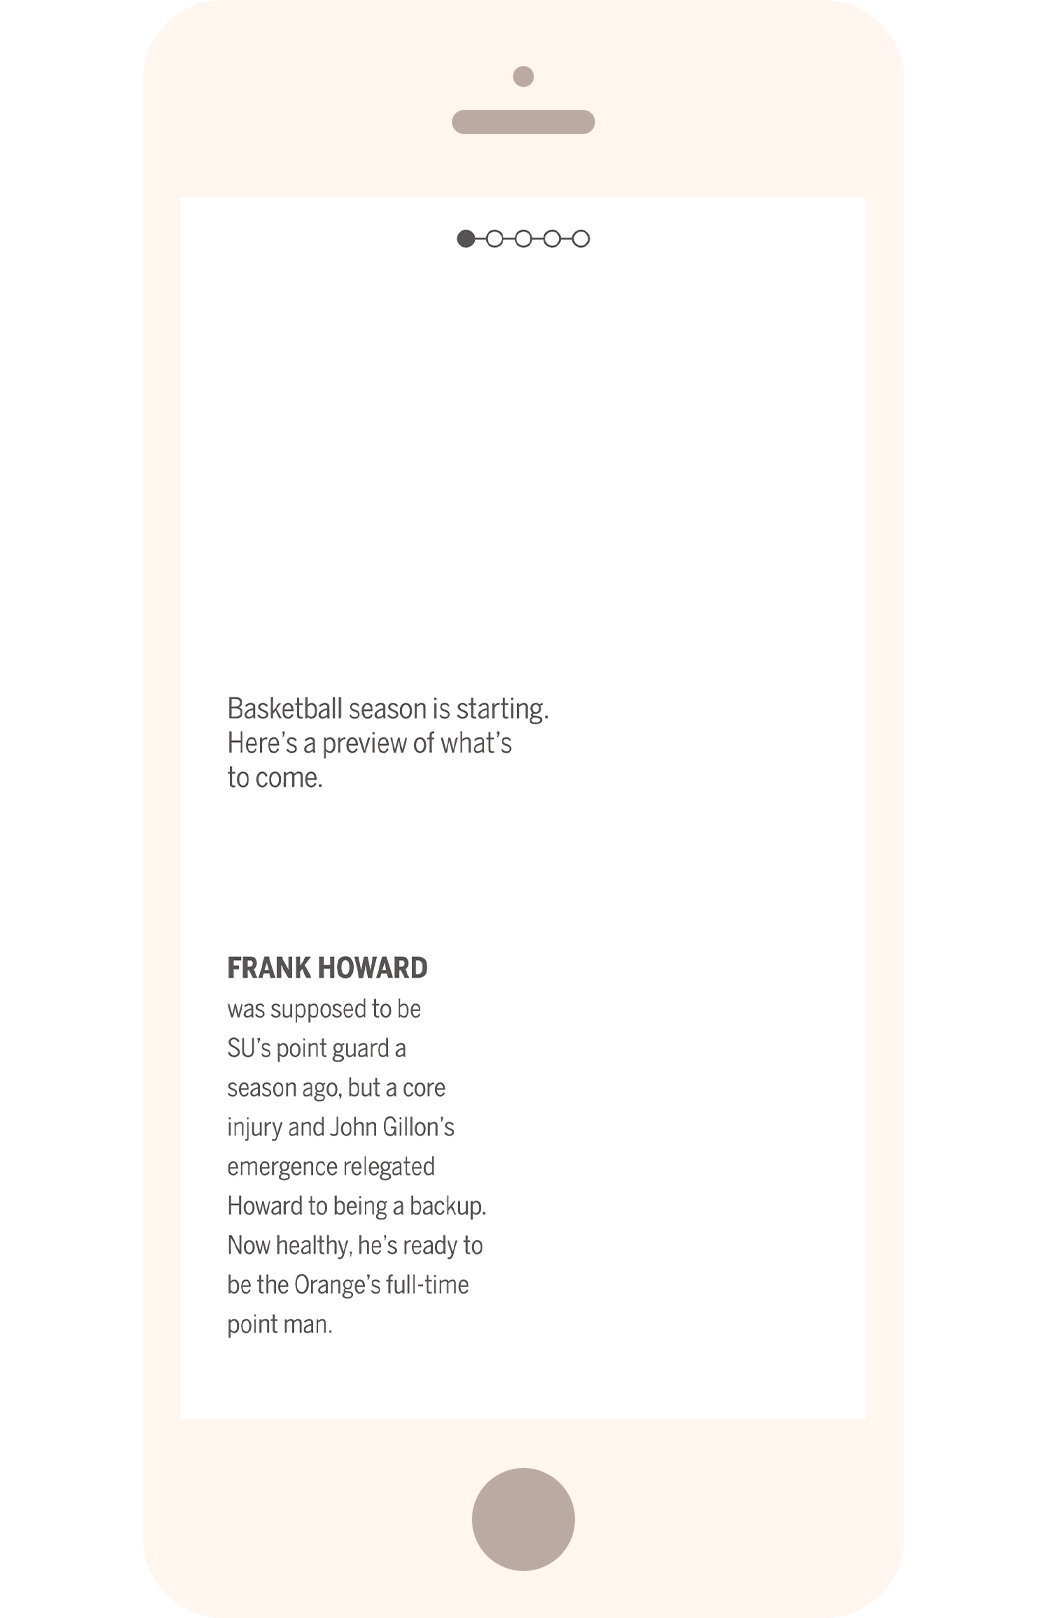 Basketball season is starting.
Here’s a preview of what’s
to come.
FRANK HOWARD
was supposed to be
SU’s point guard a
season ago, but a core
injury and John Gillon’s
emergence relegated
Howard to being a backup.
Now healthy, he’s ready to
be the Orange’s full-time
point man.